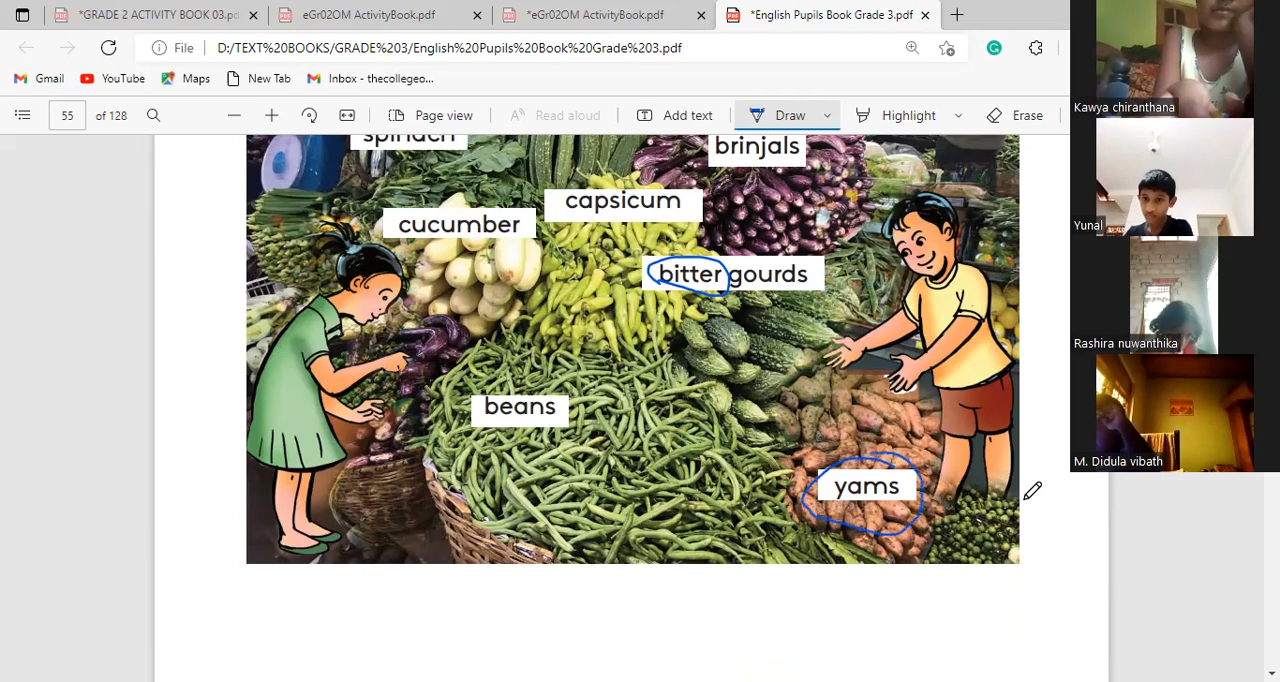 *GRADE 2 ACTIVITY BOOK 03.pd
eGr02OM ActivityBook.pdf
*eGr02OM ActivityBook.pdf
*English Pupils Book Grade 3.pdf
File
D:/TEXT%20BOOKS/GRADE%203/English%20Pupils%20Book%20Grade%203.pdf
Gmail
YouTube
Maps
New Tab
Inbox - thecollegeo...
55 of 128
Page view
Read aloud
Add text
Draw
Highlight
Erase
spinach
brinjals
capsicum
cucumber
bitter gourds
beans
yams
Kawya chiranthana
Yunal
Rashira nuwanthika
M. Didula vibath